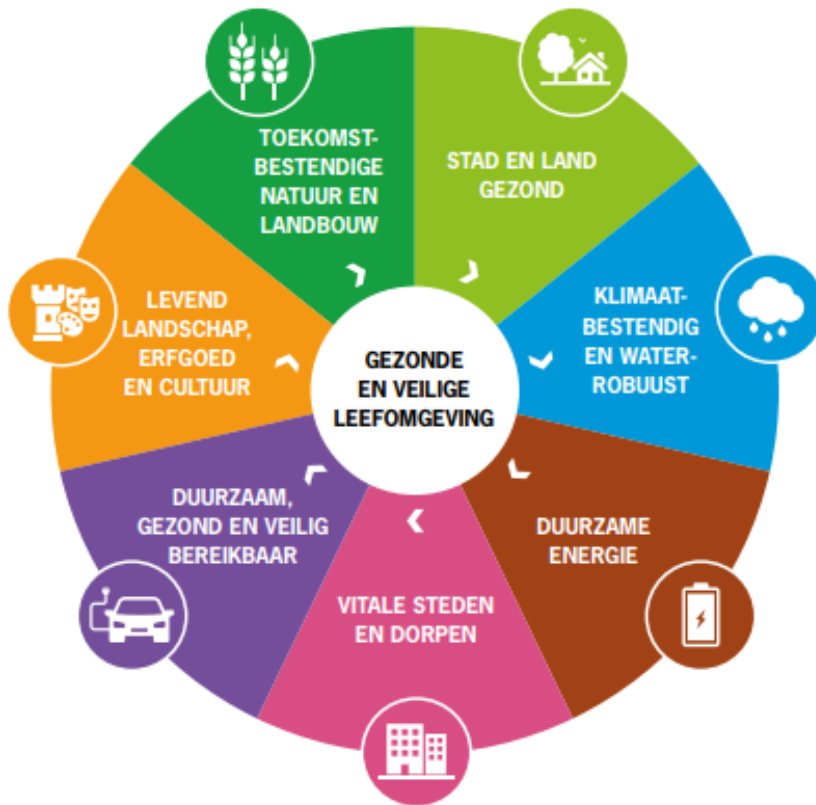 TOEKOMST-
BESTENDIGE
NATUUR EN
LANDBOUW
STAD EN LAND
GEZOND
KLIMAAT-
BESTENDIG
EN WATER-
ROBUUST
DUURZAME
ENERGIE
VITALE STEDEN
EN DORPEN
DUURZAAM,
GEZOND EN VEILIG
BEREIKBAAR
LEVEND
LANDSCHAP,
ERFGOED
EN CULTUUR
GEZONDE
EN VEILIGE
LEEFOMGEVING